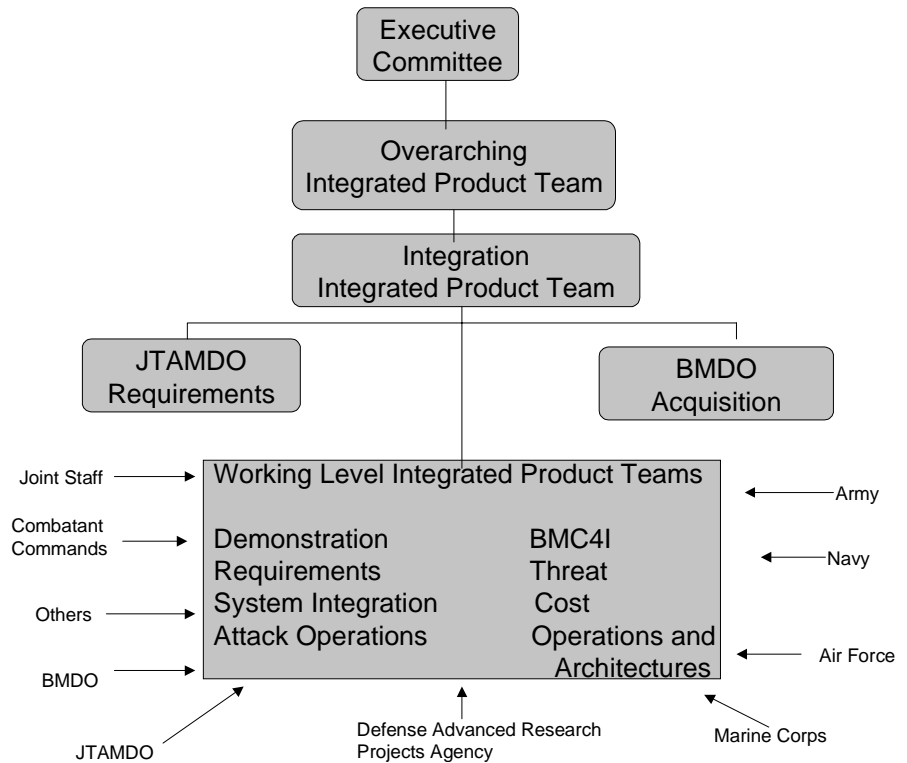 Executive
Committee
Overarching
Integrated Product Team
Integration
Integrated Product Team
JTAMDO
Requirements
BMDO
Acquisition
Working Level Integrated Product Teams
Demonstration
Requirements
System Integration
Attack Operations
BMC4I
Threat
Cost
Operations and
Architectures
Joint Staff
Combatant
Commands
Others
BMDO
JTAMDO
Defense Advanced Research
Projects Agency
Marine Corps
Air Force
Navy
Army